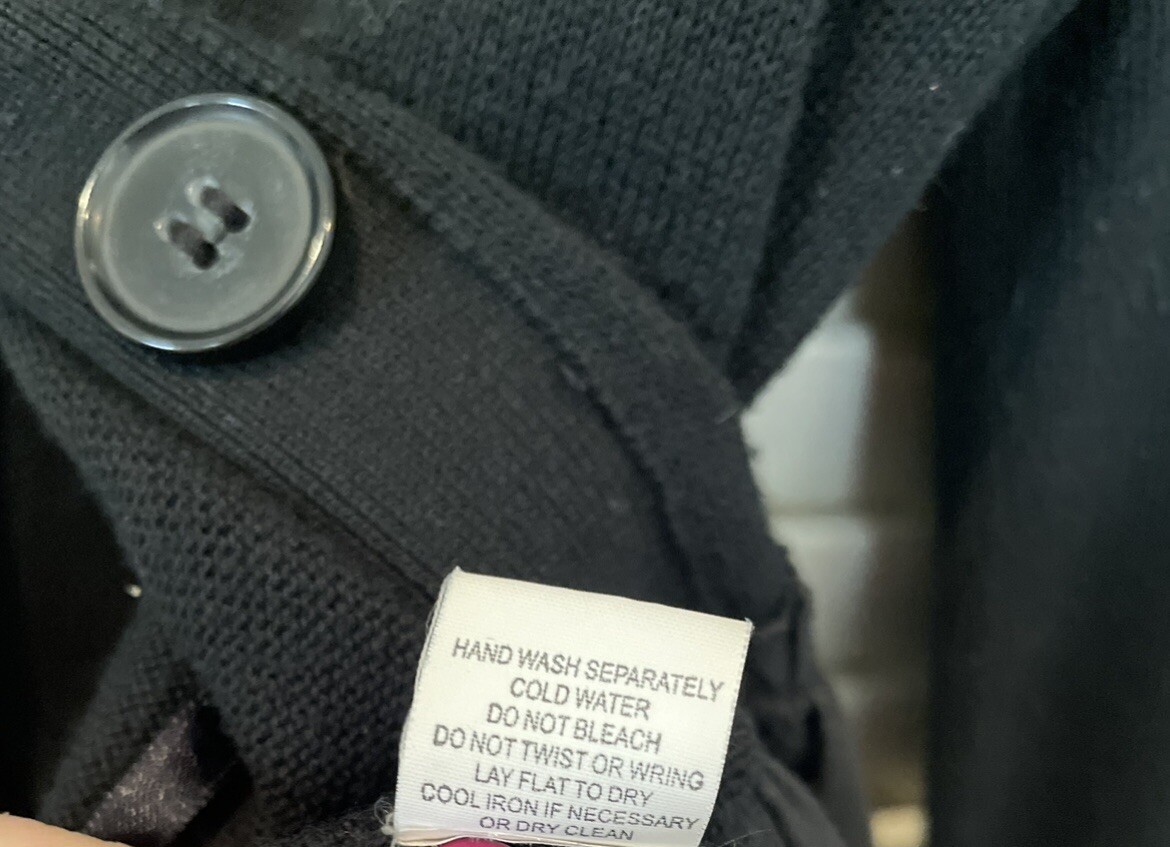 HAND WASH SEPARATELY
COLD WATER
DO NOT BLEACH
DO NOT TWIST OR WRING
LAY FLAT TO DRY
COOL IRON IF NECESSARY
OR DRY CLEAN